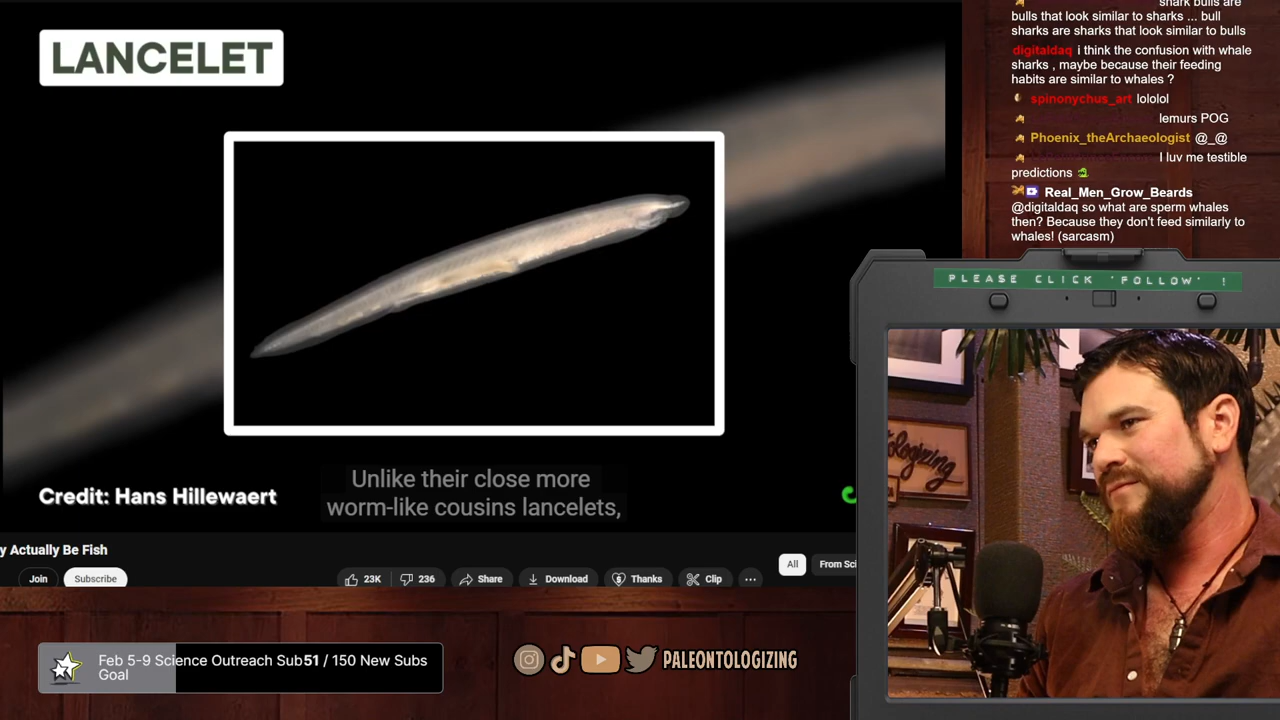 LANCELET
Credit: Hans Hillewaert
Unlike their close more
worm-like cousins lancelets,
y Actually Be Fish
Join
Subscribe
23K
236
Share
Download
Thanks
Clip
All
From Sci
shark bulls are
bulls that look similar to sharks ... bull
sharks are sharks that look similar to bulls
digitaldaq i think the confusion with whale
sharks , maybe because their feeding
habits are similar to whales ?
spinonychus_art lololol
lemurs POG
Phoenix_theArchaeologist @_@
I luv me testible
predictions
Real_Men_Grow_Beards
@digitaldaq so what are sperm whales
then? Because they don't feed similarly to
whales! (sarcasm)
PLEASE CLICK 'FOLLOW' !
ologizing
Feb 5-9 Science Outreach Sub 51 / 150 New Subs
Goal
PALEONTOLOGIZING